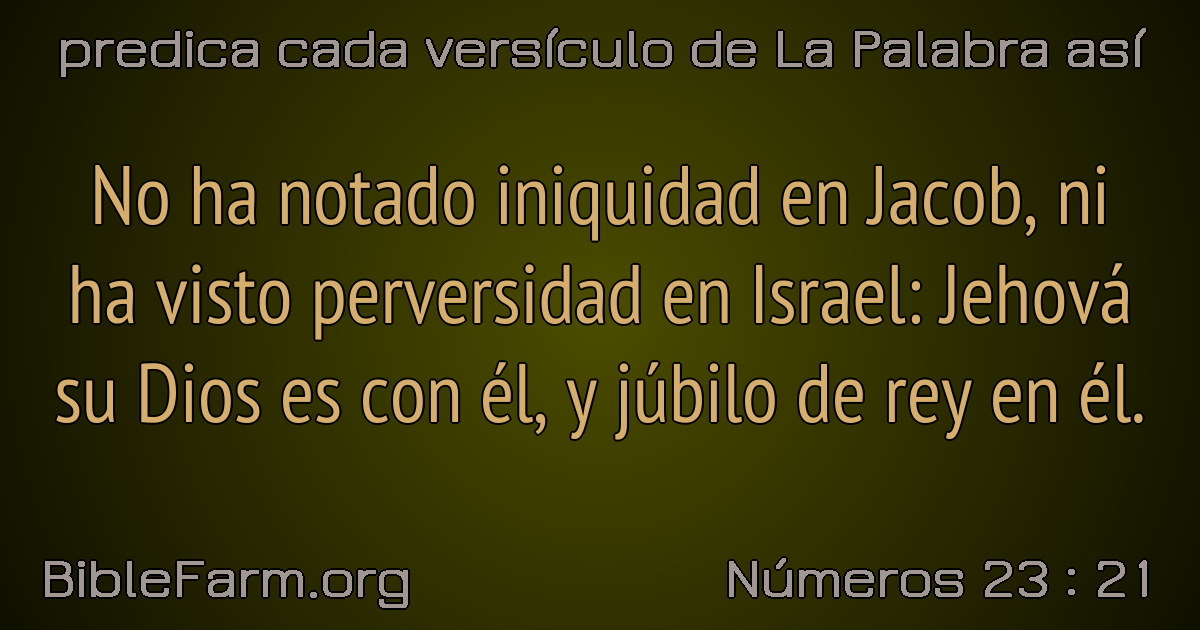 predica cada versículo de La Palabra así
No ha notado iniquidad en Jacob, ni
ha visto perversidad en Israel: Jehová
su Dios es con él, y júbilo de rey en él.
BibleFarm.org
Números 23 : 21